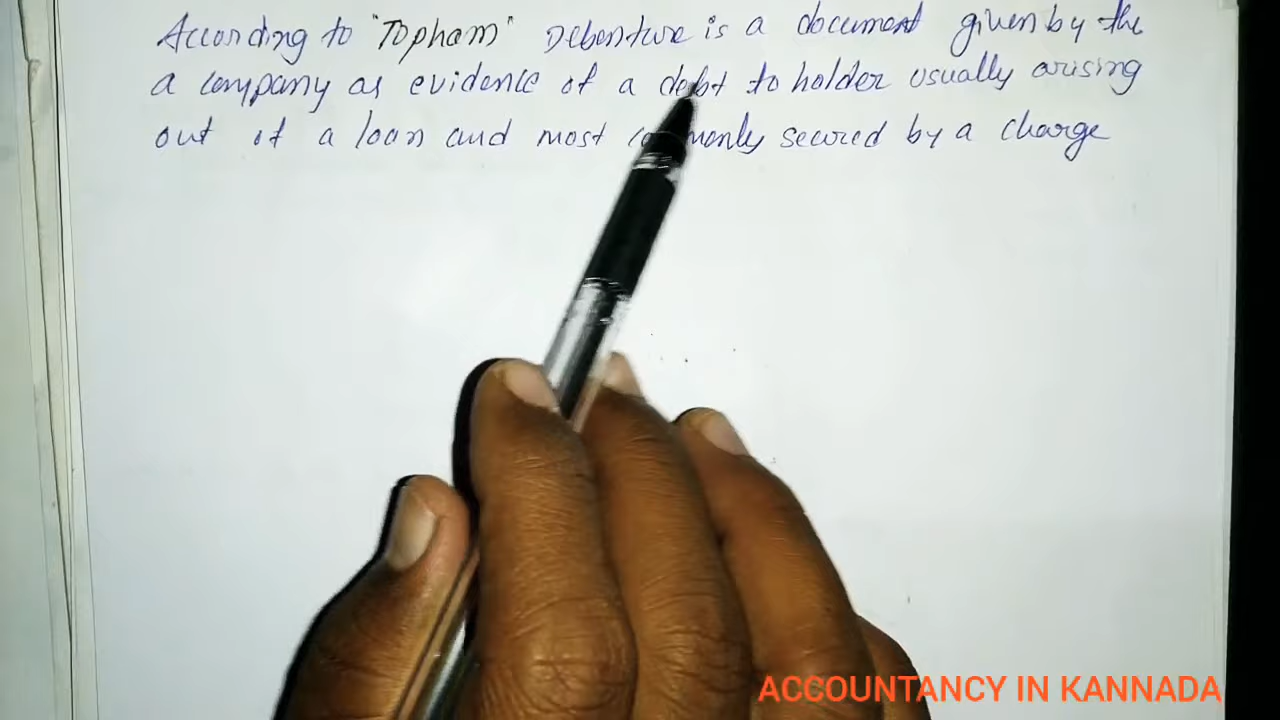 According to "Topham" Debenture is a document given by the
a company as evidence of a debt to holder usually arising
out of a loan and most commonly secured by a charge
ACCOUNTANCY IN KANNADA